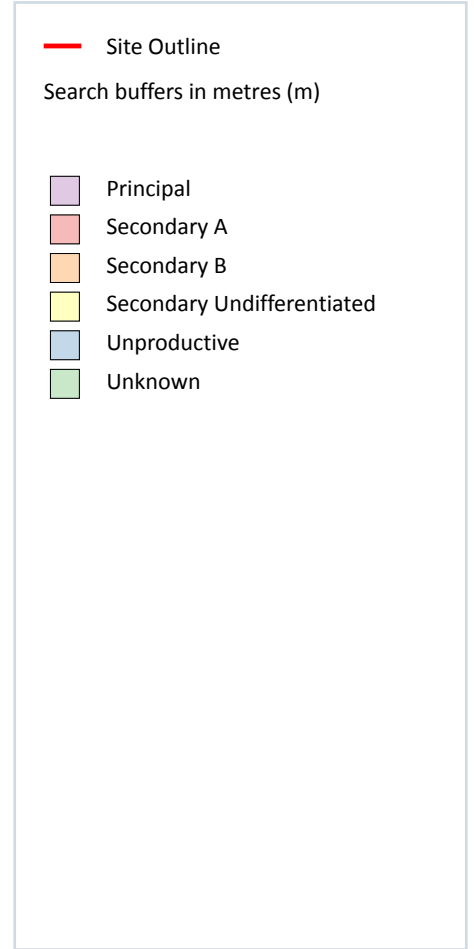 Site Outline
Search buffers in metres (m)
Principal
Secondary A
Secondary B
Secondary Undifferentiated
Unproductive
Unknown